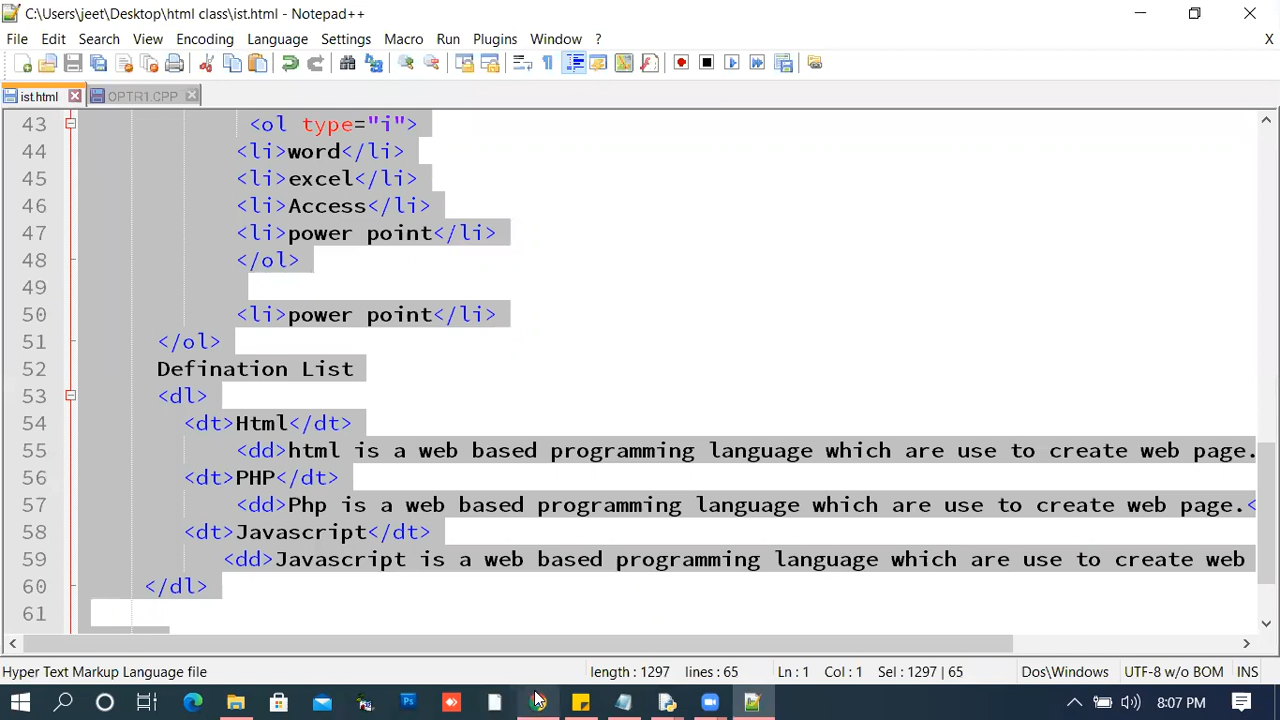 C:\Users\jeet\Desktop\html class\ist.html - Notepad++
File Edit Search View Encoding Language Settings Macro Run Plugins Window ? X
ist.html OPTR1.CPP
43 <ol type="i">
44 <li>word</li>
45 <li>excel</li>
46 <li>Access</li>
47 <li>power point</li>
48 </ol>
49
50 <li>power point</li>
51 </ol>
52 Defination List
53 <dl>
54 <dt>Html</dt>
55 <dd>html is a web based programming language which are use to create web page.
56 <dt>PHP</dt>
57 <dd>Php is a web based programming language which are use to create web page.<
58 <dt>Javascript</dt>
59 <dd>Javascript is a web based programming language which are use to create web
60 </dl>
61
Hyper Text Markup Language file length : 1297 lines : 65 Ln : 1 Col : 1 Sel : 1297 | 65 Dos\Windows UTF-8 w/o BOM INS
Ps 8:07 PM